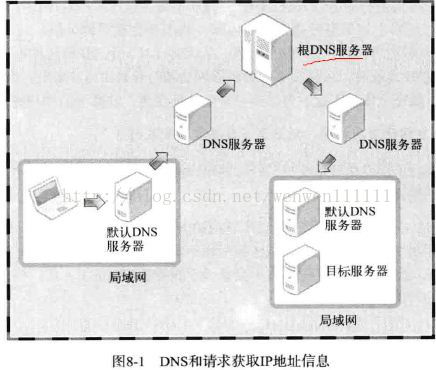 根DNS服务器
DNS服务器
DNS服务器
http://blog.csdn.net/wenwen111111
默认DNS
服务器
局域网
默认DNS
服务器
目标服务器
局域网
图8-1 DNS和请求获取IP地址信息